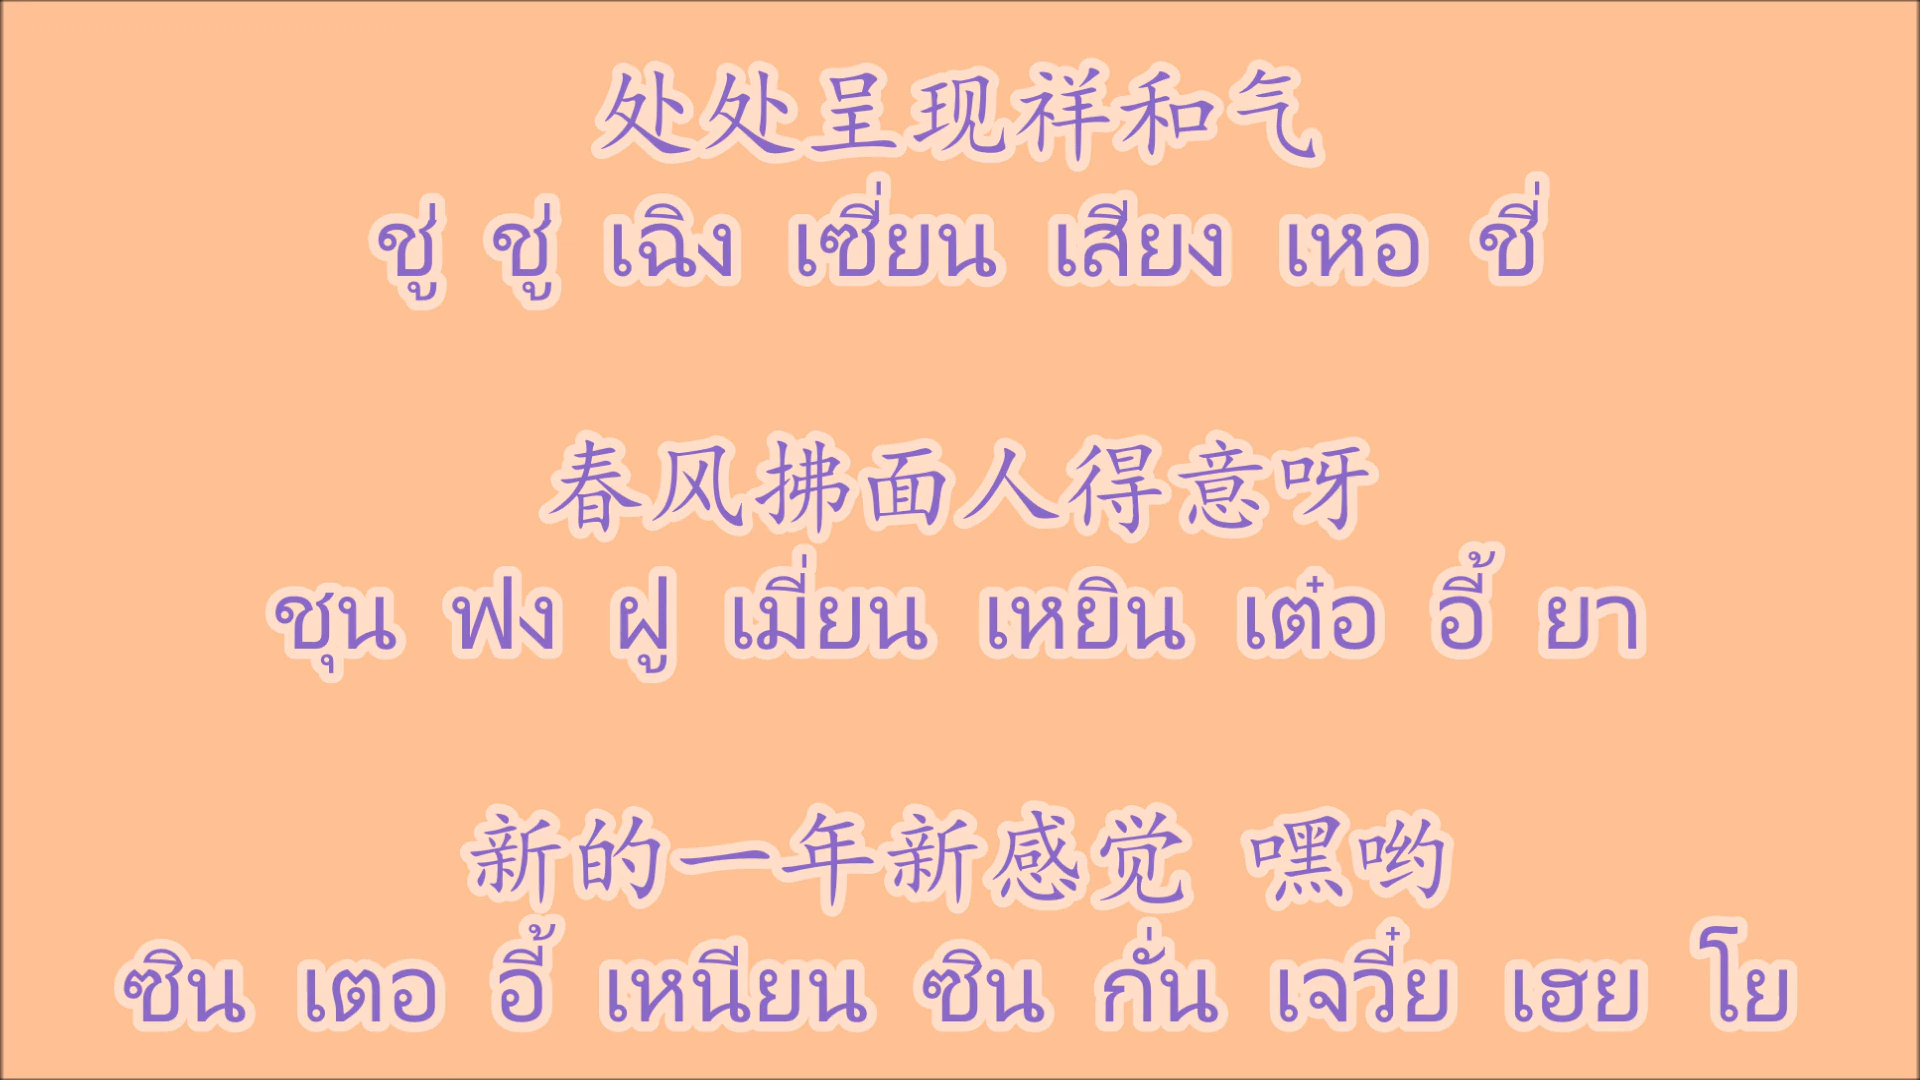 处处呈现祥和气
ชู่ ชู่ เฉิง เซี่ยน เสียง เหอ ชี่
春风拂面人得意呀
ชุน ฟง ฝู เมี่ยน เหยิน เต๋อ อี้ ยา
新的一年新感觉 嘿哟
ซิน เตอ อี้ เหนียน ซิน กั่น เจวี๋ย เฮย โย